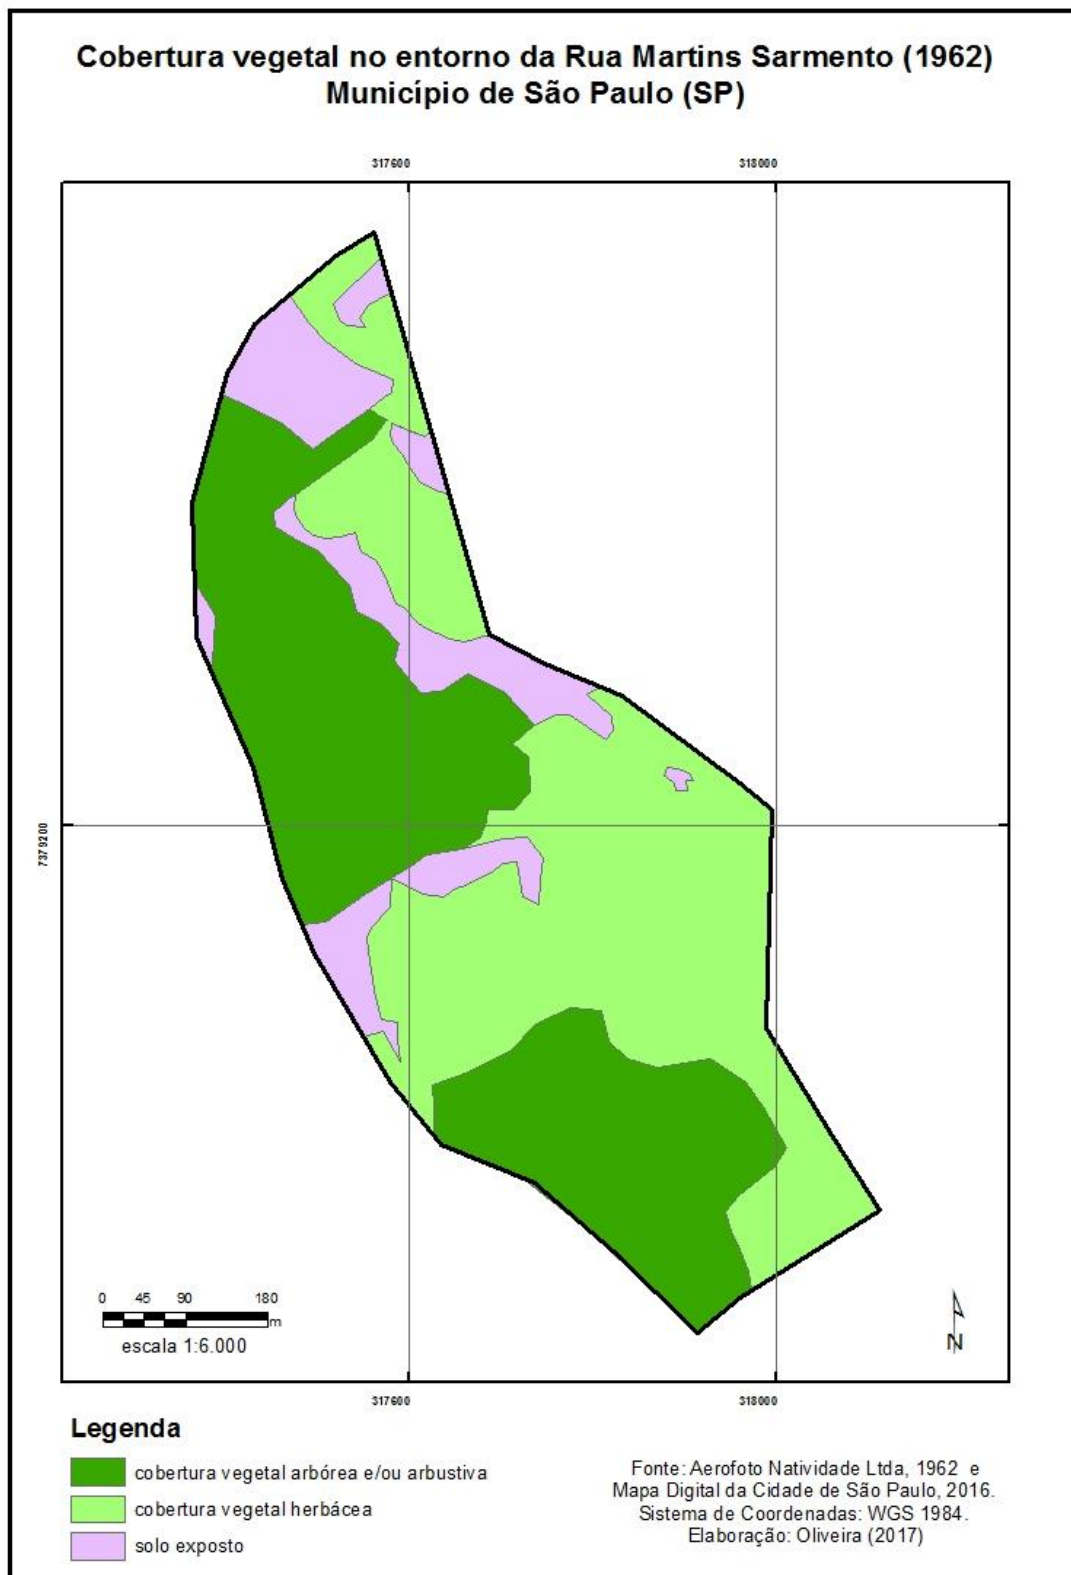 Cobertura vegetal no entorno da Rua Martins Sarmento (1962)
Município de São Paulo (SP)
317600
318000
7379200
0 45 90 180
m
escala 1:6.000
N
317600
318000
Legenda
cobertura vegetal arbórea e/ou arbustiva
cobertura vegetal herbácea
solo exposto
Fonte: Aerofoto Natividade Ltda, 1962 e
Mapa Digital da Cidade de São Paulo, 2016.
Sistema de Coordenadas: WGS 1984.
Elaboração: Oliveira (2017)